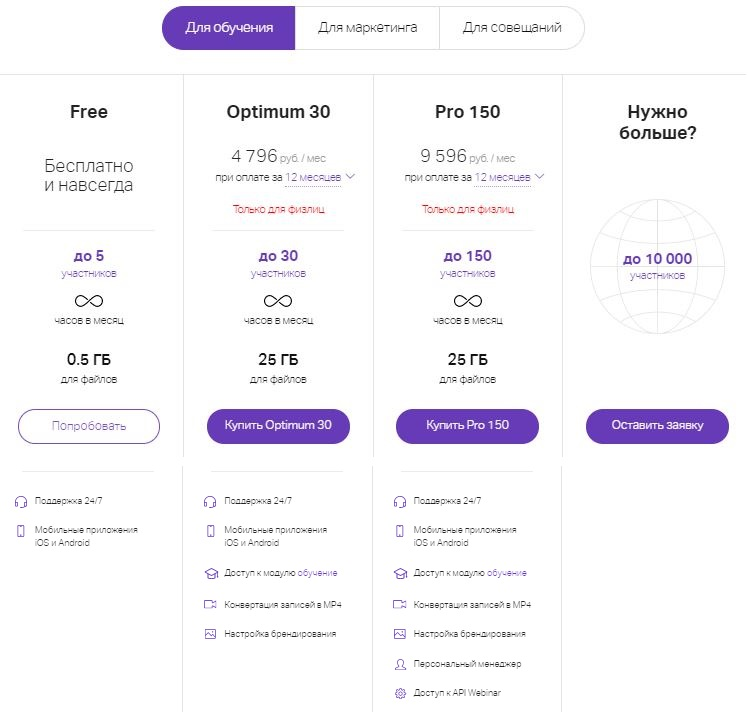 Для обучения
Для маркетинга
Для совещаний
Free
Бесплатно
и навсегда
до 5
участников
часов в месяц
0.5 ГБ
для файлов
Попробовать
Поддержка 24/7
Мобильные приложения
iOS и Android
Optimum 30
4 796 руб. / мес
при оплате за 12 месяцев
Только для физлиц
до 30
участников
часов в месяц
25 ГБ
для файлов
Купить Optimum 30
Поддержка 24/7
Мобильные приложения
iOS и Android
Доступ к модулю обучение
Конвертация записей в MP4
Настройка брендирования
Pro 150
9 596 руб. / мес
при оплате за 12 месяцев
Только для физлиц
до 150
участников
часов в месяц
25 ГБ
для файлов
Купить Pro 150
Поддержка 24/7
Мобильные приложения
iOS и Android
Доступ к модулю обучение
Конвертация записей в MP4
Настройка брендирования
Персональный менеджер
Доступ к API Webinar
Нужно
больше?
до 10 000
участников
Оставить заявку